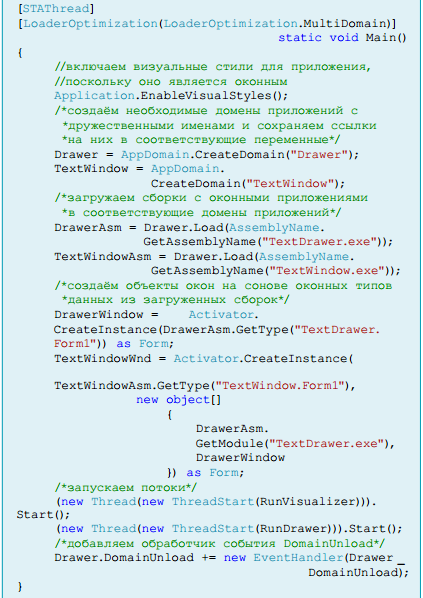 [STAThread]
[LoaderOptimization(LoaderOptimization.MultiDomain)]
static void Main()
{
//включаем визуальные стили для приложения,
//поскольку оно является оконным
Application.EnableVisualStyles();
/*создаём необходимые домены приложений с
*дружественными именами и сохраняем ссылки
*на них в соответствующие переменные*/
Drawer = AppDomain.CreateDomain("Drawer");
TextWindow = AppDomain.
CreateDomain("TextWindow");
/*загружаем сборки с оконными приложениями
*в соответствующие домены приложений*/
DrawerAsm = Drawer.Load(AssemblyName.
GetAssemblyName("TextDrawer.exe"));
TextWindowAsm = Drawer.Load(AssemblyName.
GetAssemblyName("TextWindow.exe"));
/*создаём объекты окон на сонове оконных типов
*данных из загруженных сборок*/
DrawerWindow = Activator.
CreateInstance(DrawerAsm.GetType("TextDrawer.
Form1")) as Form;
TextWindowWnd = Activator.CreateInstance(
TextWindowAsm.GetType("TextWindow.Form1"),
new object[]
{
DrawerAsm.
GetModule("TextDrawer.exe"),
DrawerWindow
}) as Form;
/*запускаем потоки*/
(new Thread(new ThreadStart(RunVisualizer))).
Start();
(new Thread(new ThreadStart(RunDrawer))).Start();
/*добавляем обработчик события DomainUnload*/
Drawer.DomainUnload += new EventHandler(Drawer _
DomainUnload);
}